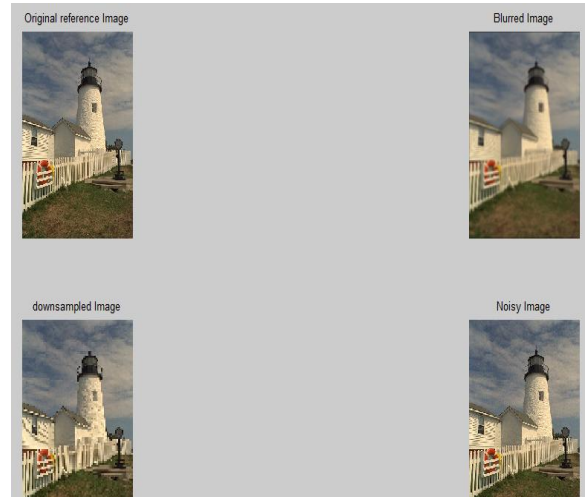 Original reference Image
Blurred Image
downsampled Image
Noisy Image